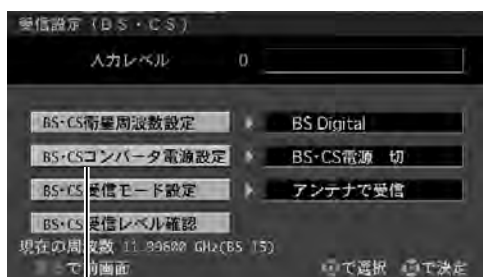 受信設定（BS・CS）
入力レベル 0
BS・CS衛星周波数設定 BS Digital
BS・CSコンバータ電源設定 BS・CS電源 切
BS・CS受信モード設定 アンテナで受信
BS・CS受信レベル確認
現在の周波数 11.99600 GHz(BS 15)
で前画面 で選択 で決定